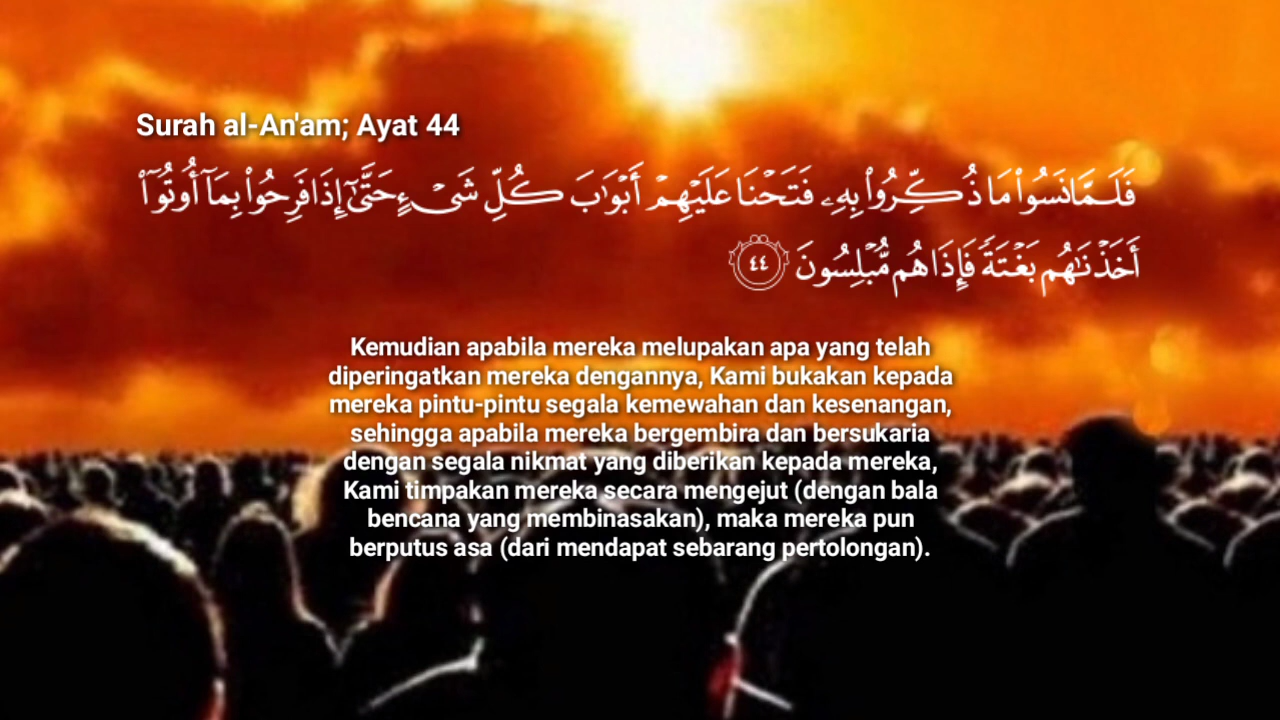 Surah al-An'am; Ayat 44
فَلَمَّا نَسُوا۟ مَا ذُكِّرُوا۟ بِهِۦ فَتَحْنَا عَلَيْهِمْ أَبْوَٰبَ كُلِّ شَىْءٍ حَتَّىٰٓ إِذَا فَرِحُوا۟ بِمَآ أُوتُوٓا۟
أَخَذْنَـٰهُم بَغْتَةً فَإِذَا هُم مُّبْلِسُونَ ٤٤
Kemudian apabila mereka melupakan apa yang telah
diperingatkan mereka dengannya, Kami bukakan kepada
mereka pintu-pintu segala kemewahan dan kesenangan,
sehingga apabila mereka bergembira dan bersukaria
dengan segala nikmat yang diberikan kepada mereka,
Kami timpakan mereka secara mengejut (dengan bala
bencana yang membinasakan), maka mereka pun
berputus asa (dari mendapat sebarang pertolongan).